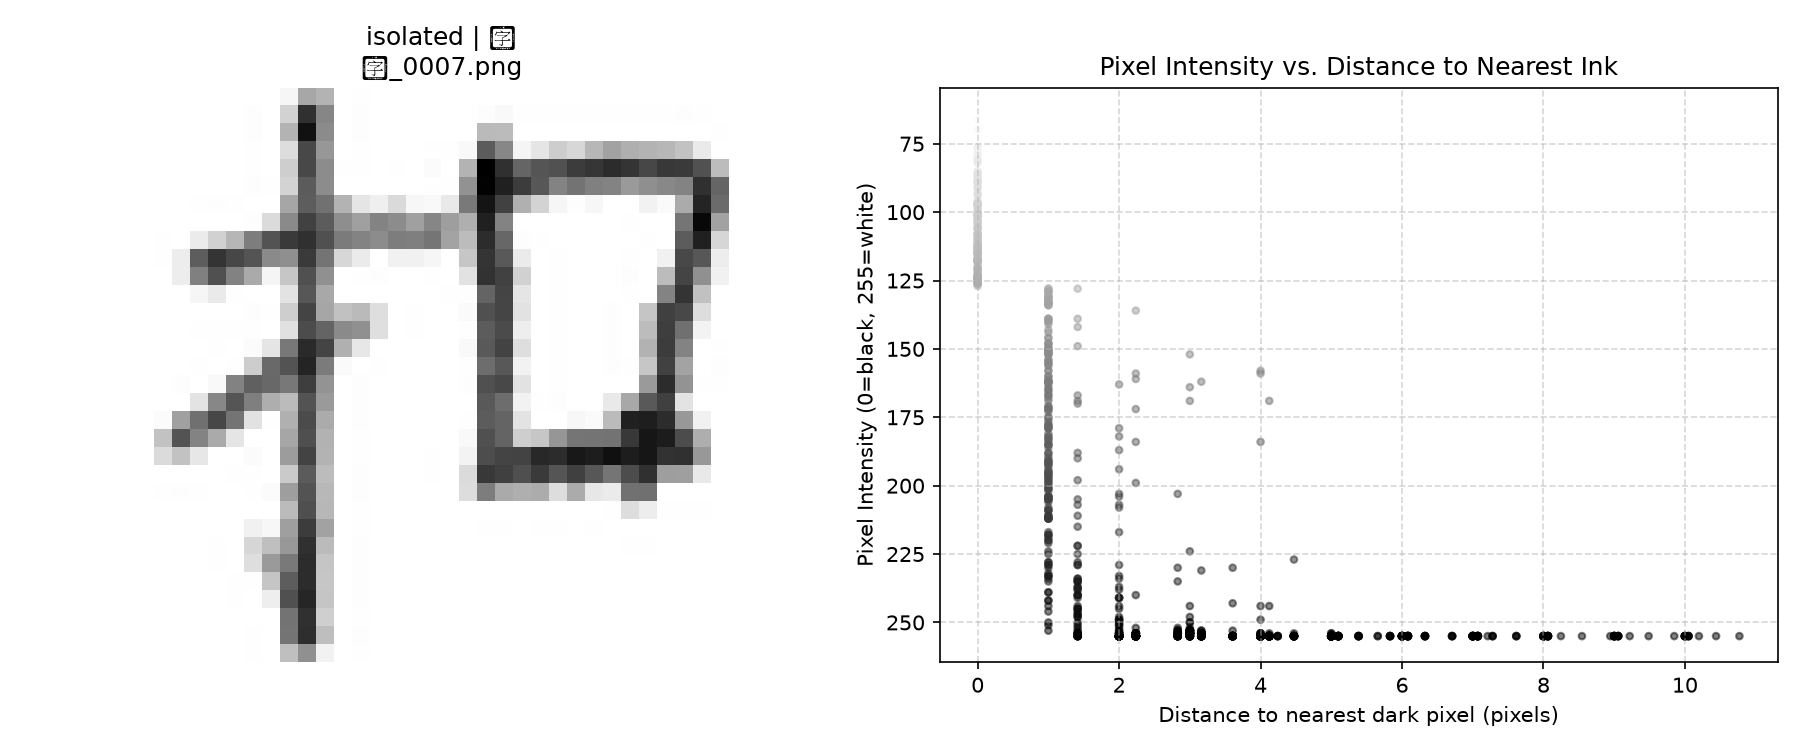 isolated |
_0007.png
扣
Pixel Intensity vs. Distance to Nearest Ink
Pixel Intensity (0=black, 255=white)
75
100
125
150
175
200
225
250
0 2 4 6 8 10
Distance to nearest dark pixel (pixels)